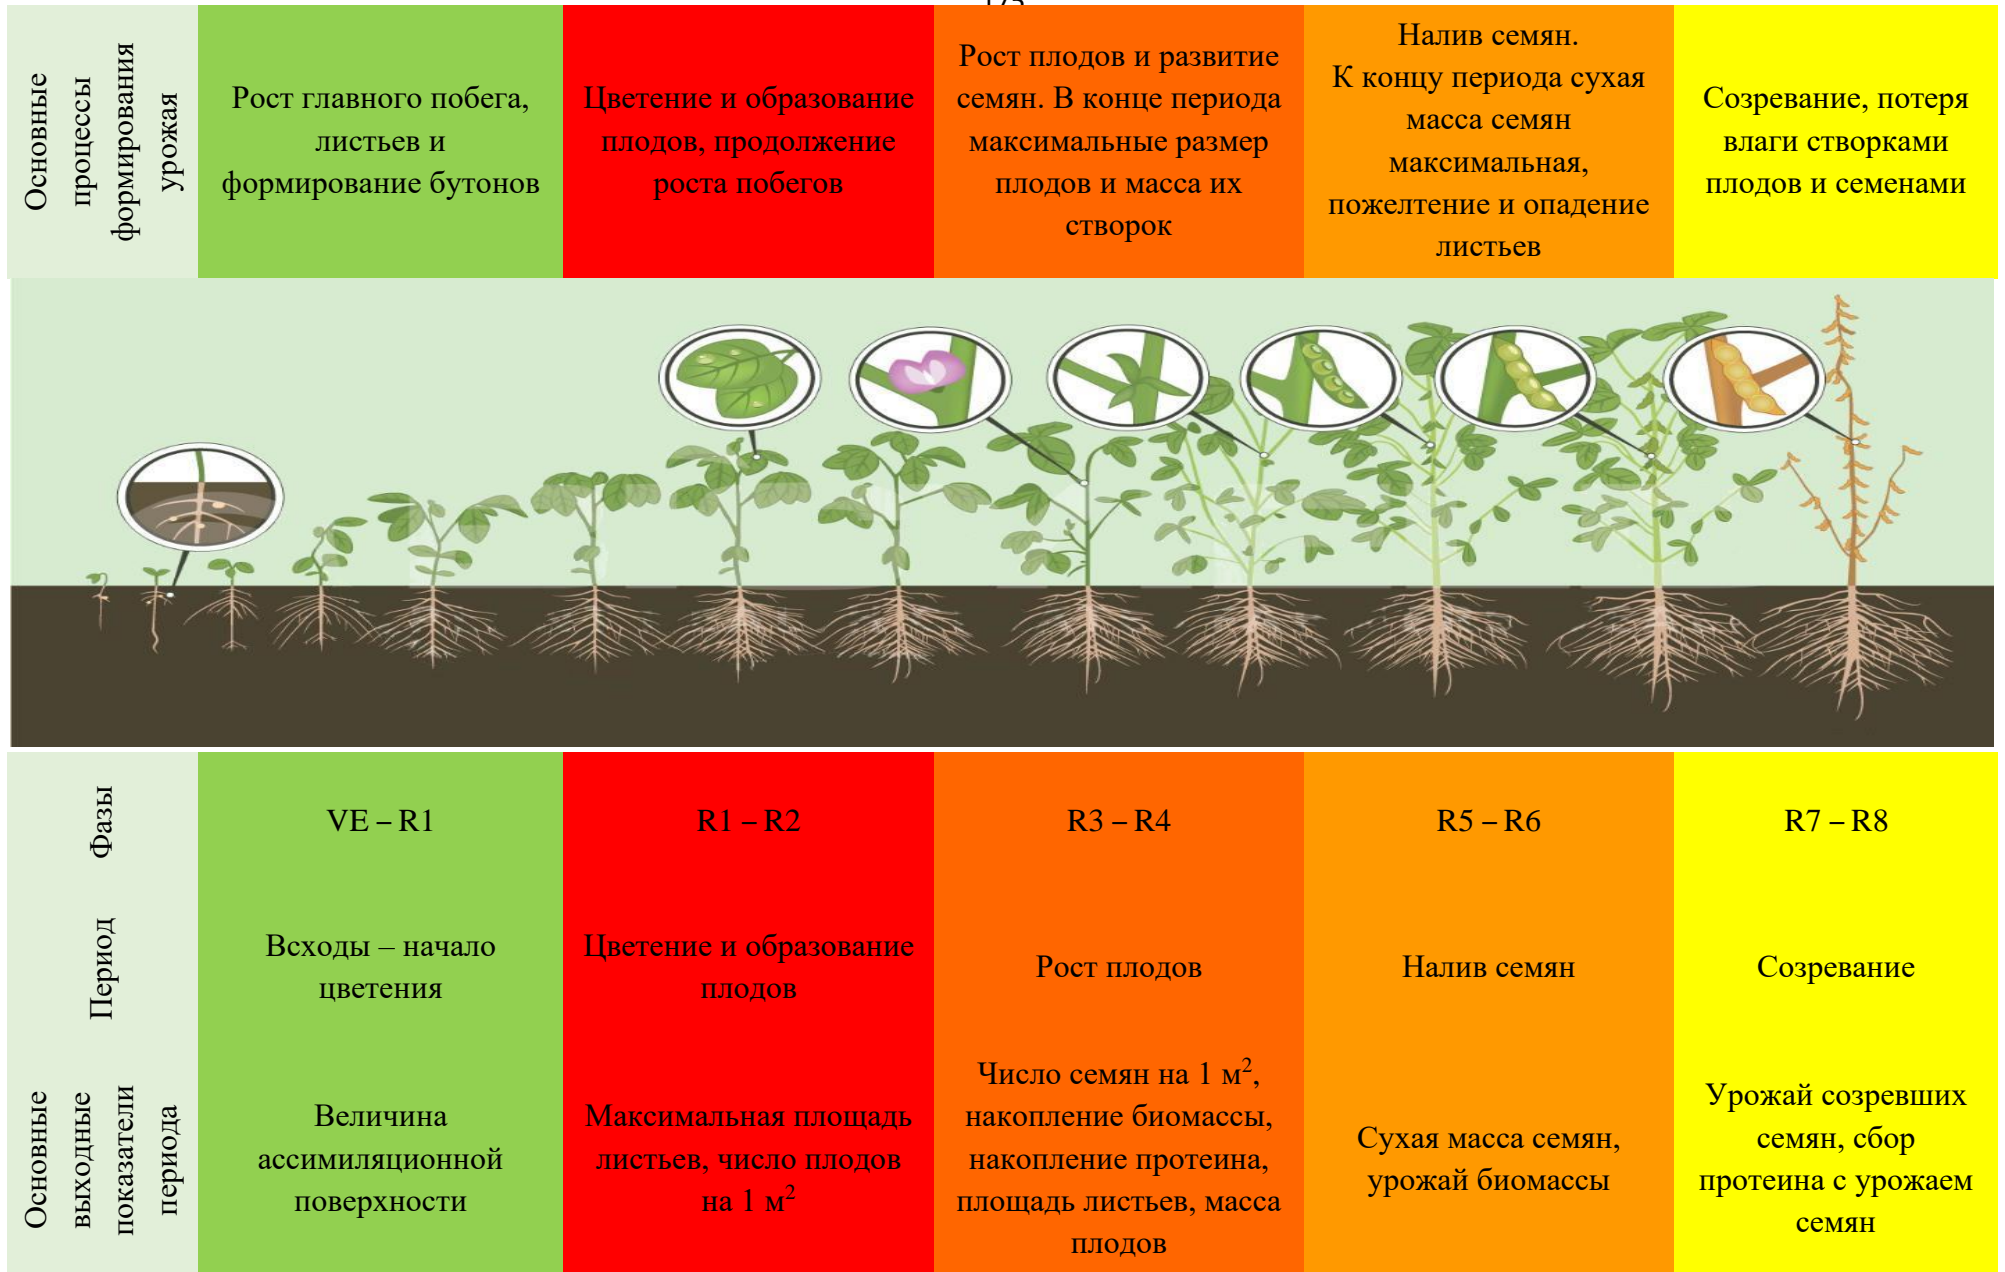 Основные
процессы
формирования
урожая
Рост главного побега,
листьев и
формирование бутонов
Цветение и образование
плодов, продолжение
роста побегов
Рост плодов и развитие
семян. В конце периода
максимальные размер
плодов и масса их
створок
Налив семян.
К концу периода сухая
масса семян
максимальная,
пожелтение и опадение
листьев
Созревание, потеря
влаги створками
плодов и семенами
Фазы
VE – R1
R1 – R2
R3 – R4
R5 – R6
R7 – R8
Период
Всходы – начало
цветения
Цветение и образование
плодов
Рост плодов
Налив семян
Созревание
Основные
выходные
показатели
периода
Величина
ассимиляционной
поверхности
Максимальная площадь
листьев, число плодов
на 1 м²
Число семян на 1 м²,
накопление биомассы,
накопление протеина,
площадь листьев, масса
плодов
Сухая масса семян,
урожай биомассы
Урожай созревших
семян, сбор
протеина с урожаем
семян